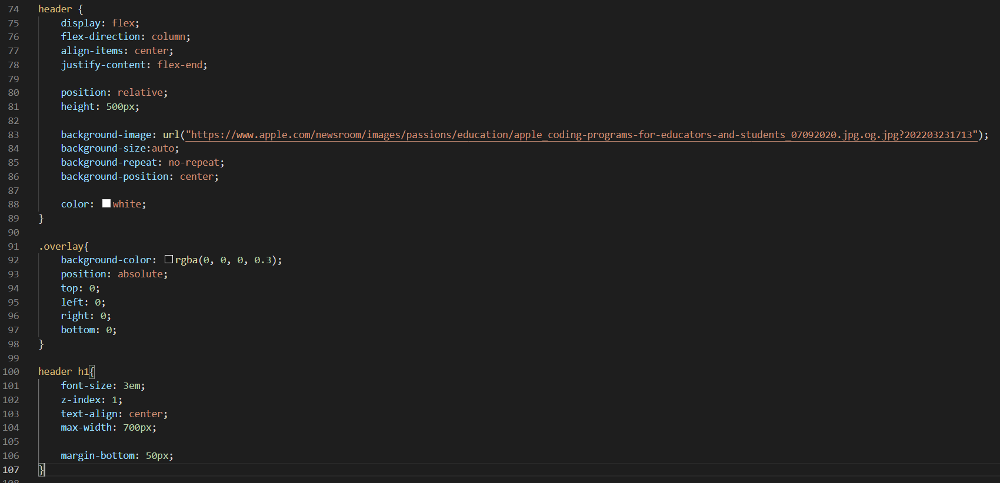 74 header {
75     display: flex;
76     flex-direction: column;
77     align-items: center;
78     justify-content: flex-end;
79
80     position: relative;
81     height: 500px;
82
83     background-image: url("https://www.apple.com/newsroom/images/passions/education/apple_coding-programs-for-educators-and-students_07092020.jpg.og.jpg?202203231713");
84     background-size:auto;
85     background-repeat: no-repeat;
86     background-position: center;
87
88     color: white;
89 }
90
91 .overlay{
92     background-color: rgba(0, 0, 0, 0.3);
93     position: absolute;
94     top: 0;
95     left: 0;
96     right: 0;
97     bottom: 0;
98 }
99
100 header h1{
101     font-size: 3em;
102     z-index: 1;
103     text-align: center;
104     max-width: 700px;
105
106     margin-bottom: 50px;
107 }
108